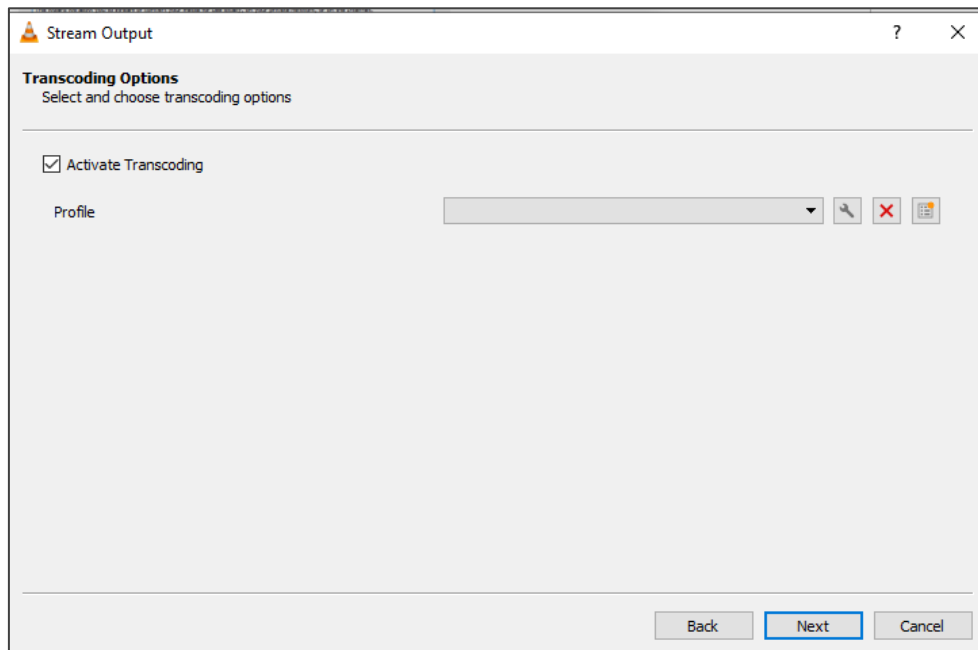 Stream Output
?
Transcoding Options
Select and choose transcoding options
Activate Transcoding
Profile
Back
Next
Cancel